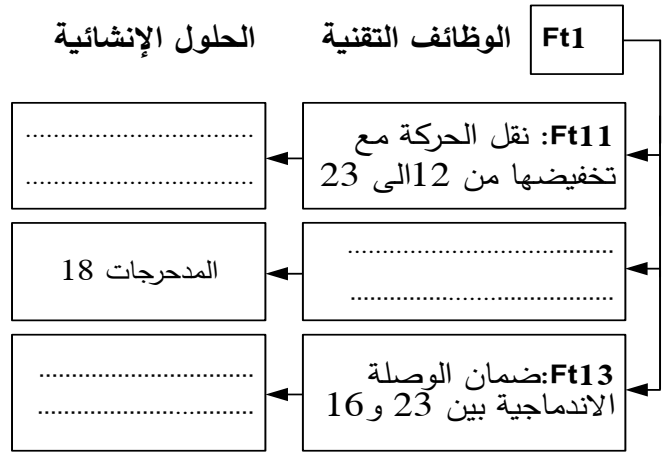 Ft1 الوظائف التقنية الحلول الإنشائية
Ft11: نقل الحركة مع
تخفيضها من 12الى 23
................................
................................
......................................
......................................
المدحرجات 18
Ft13:ضمان الوصلة
الاندماجية بين 23 و16
...............................
...............................